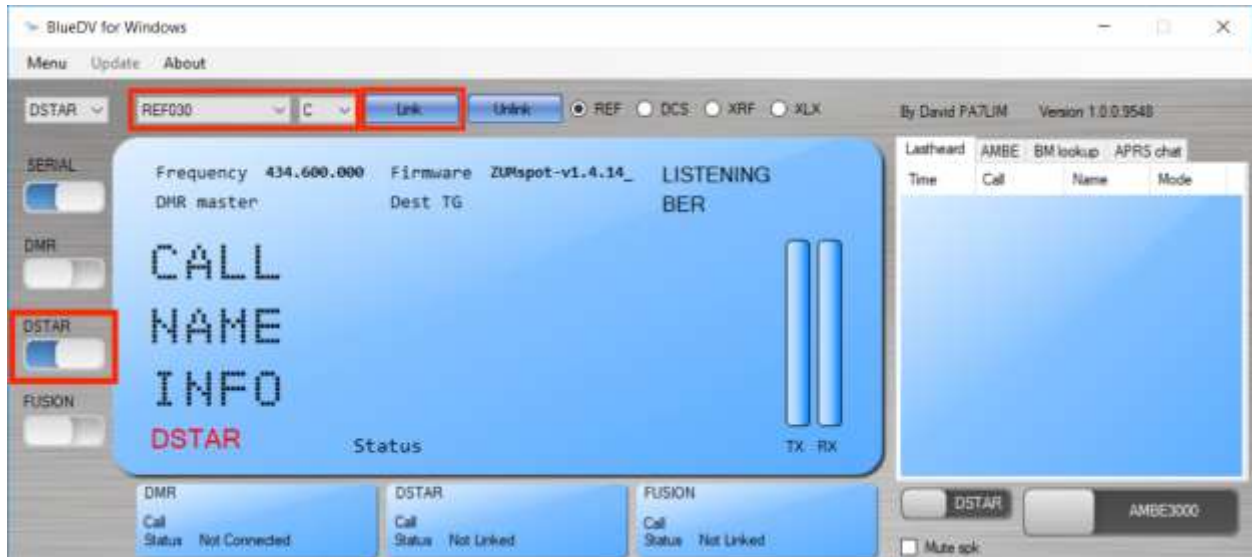 BlueDV for Windows
Menu Update About
DSTAR REF030 C Link Unlink REF DCS XRF XLX By David PA7LIM Version 1.0.0.9548
SERIAL
DMR
DSTAR
FUSION
Frequency 434.600.000 Firmware ZUMspot-v1.4.14_ LISTENING
DMR master Dest TG BER
CALL
NAME
INFO
DSTAR Status TX RX
Lastheard AMBE BM lookup APRS chat
Time Call Name Mode
DMR
Call
Status Not Connected
DSTAR
Call
Status Not Linked
FUSION
Call
Status Not Linked
DSTAR AMBE3000
Mute spk